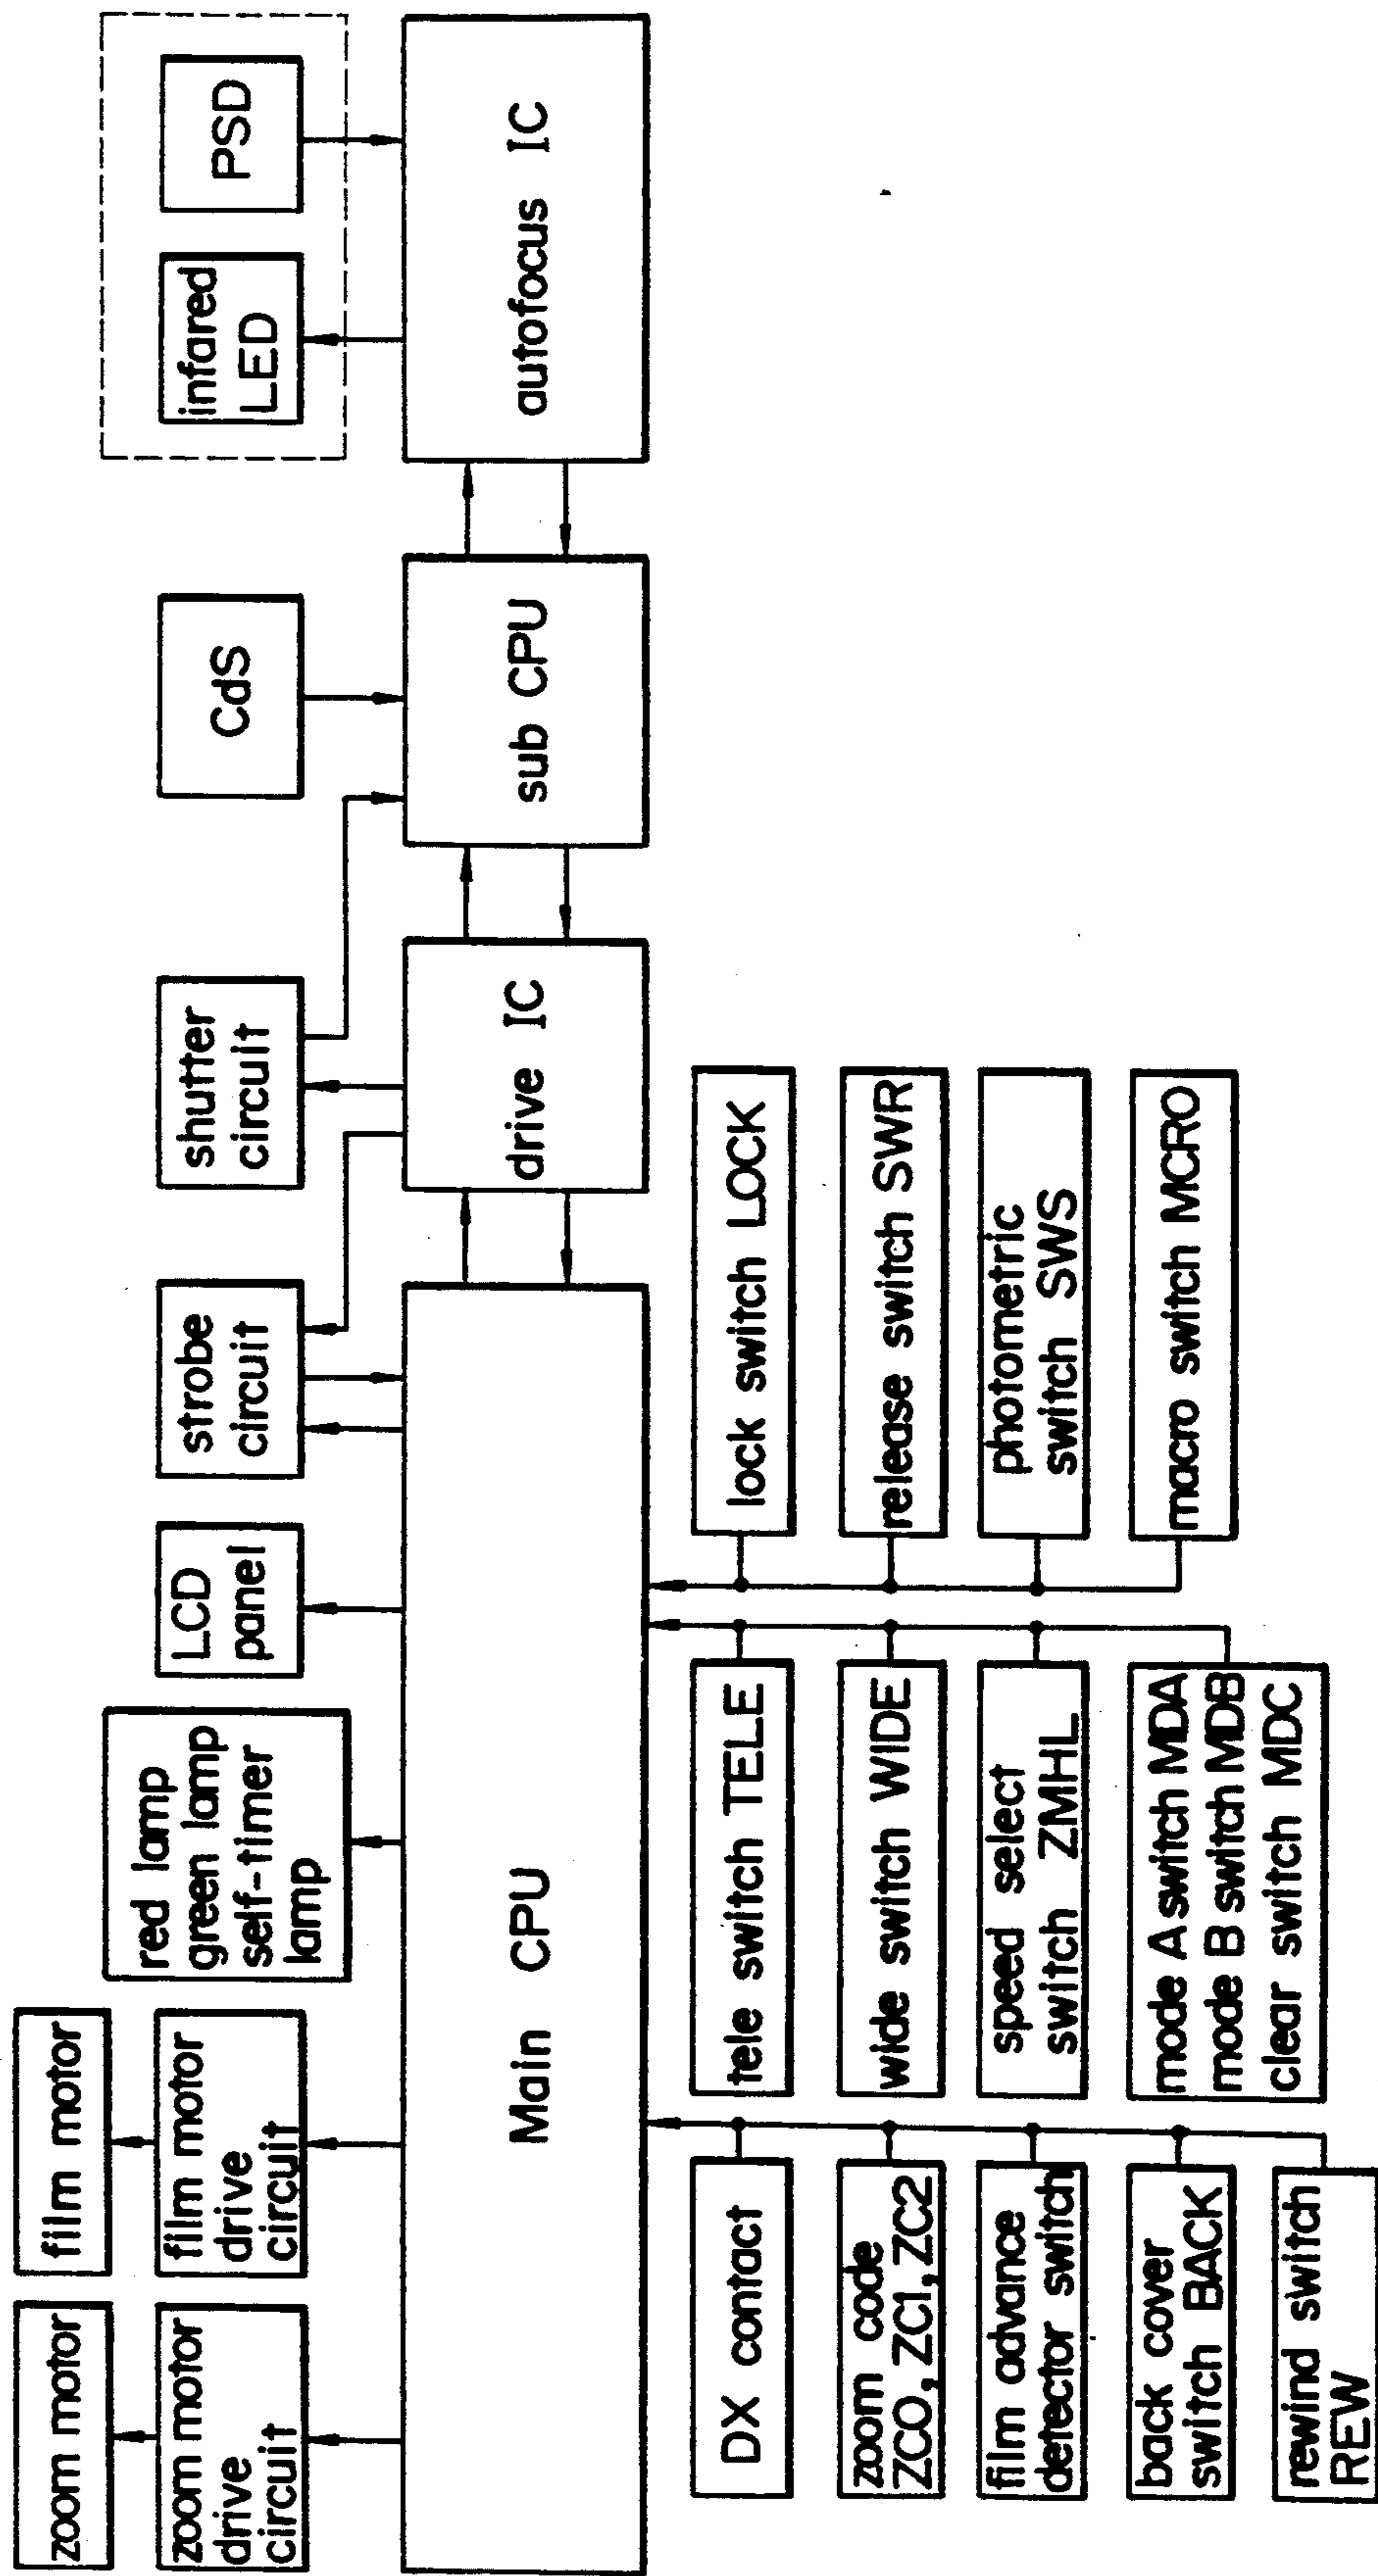 zoom motor
film motor
zoom motor
drive
circuit
film motor
drive
circuit
red lamp
green lamp
self-timer
lamp
LCD
panel
strobe
circuit
shutter
circuit
CdS
infared
LED
PSD
Main CPU
drive IC
sub CPU
autofocus IC
DX contact
zoom code
ZC0, ZC1, ZC2
film advance
detector switch
back cover
switch BACK
rewind switch
REW
tele switch TELE
wide switch WIDE
speed select
switch ZMHL
mode A switch MDA
mode B switch MDB
clear switch MDC
lock switch LOCK
release switch SWR
photometric
switch SWS
macro switch MCRO